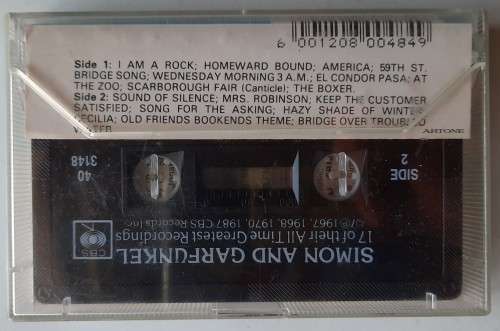 6 001208 004849
Side 1: I AM A ROCK; HOMEWARD BOUND; AMERICA; 59TH ST.
BRIDGE SONG; WEDNESDAY MORNING 3 A.M.; EL CONDOR PASA; AT
THE ZOO; SCARBOROUGH FAIR (Canticle); THE BOXER.
Side 2: SOUND OF SILENCE; MRS. ROBINSON; KEEP THE CUSTOMER
SATISFIED; SONG FOR THE ASKING; HAZY SHADE OF WINTER
CECILIA; OLD FRIENDS BOOKENDS THEME; BRIDGE OVER TROUBLED
WATER
ARTONE
SIMON AND GARFUNKEL
17 of their All Time Greatest Recordings
1967, 1968, 1970, 1987 CBS Records Inc.
CBS
SIDE
2
40
3148